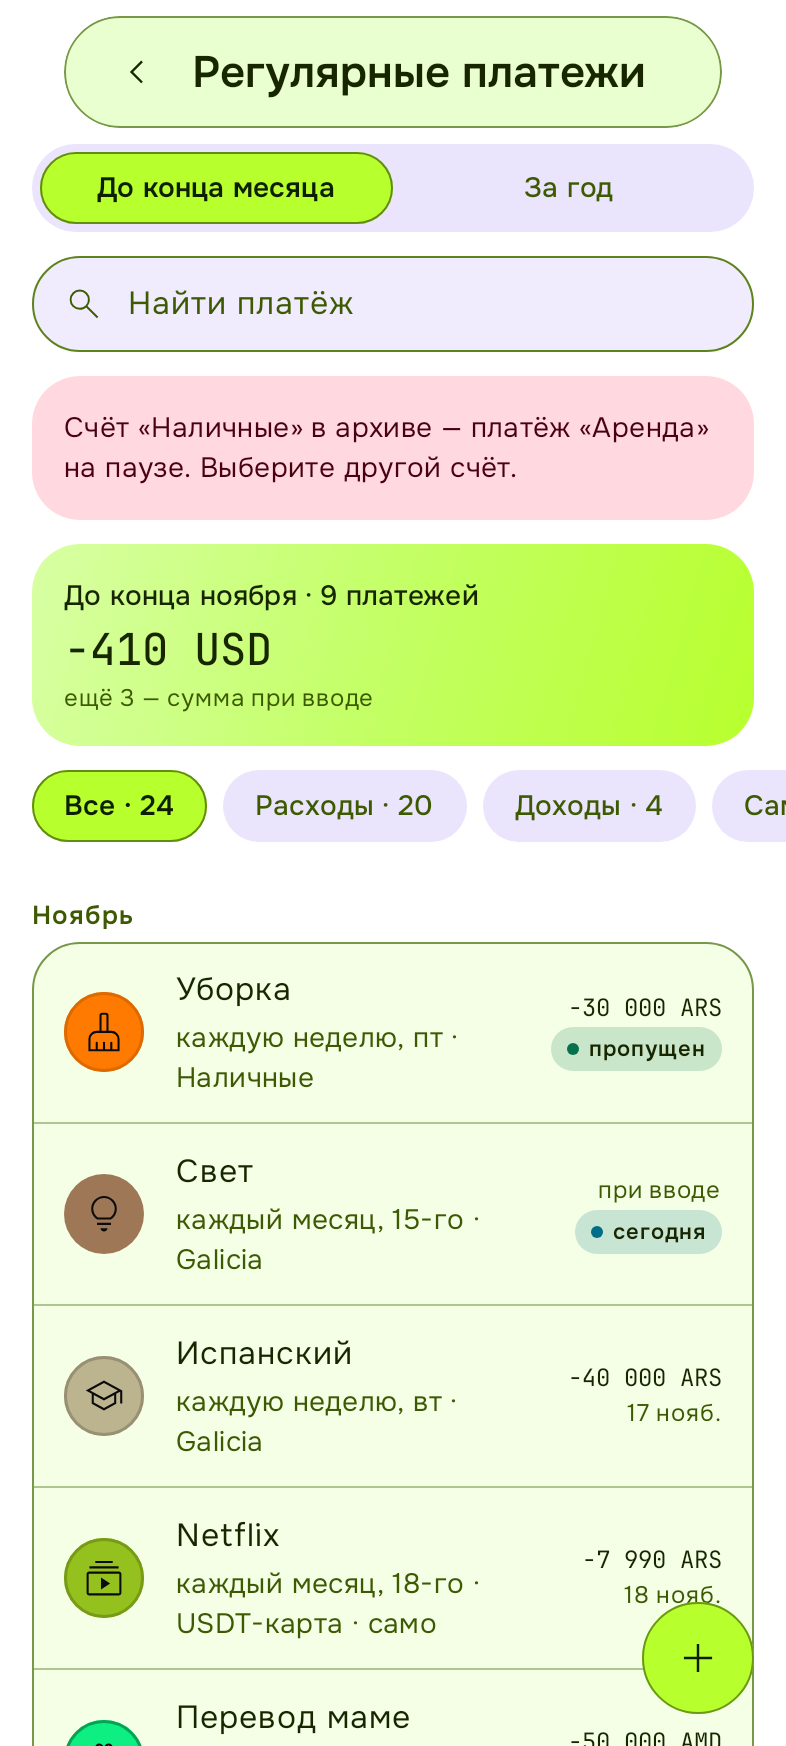 Регулярные платежи
До конца месяца
За год
Найти платёж
Счёт «Наличные» в архиве — платёж «Аренда»
на паузе. Выберите другой счёт.
До конца ноября · 9 платежей
-410 USD
ещё 3 — сумма при вводе
Все · 24
Расходы · 20
Доходы · 4
Сам
Ноябрь
Уборка
каждую неделю, пт ·
Наличные
-30 000 ARS
пропущен
Свет
каждый месяц, 15-го ·
Galicia
при вводе
сегодня
Испанский
каждую неделю, вт ·
Galicia
-40 000 ARS
17 нояб.
Netflix
каждый месяц, 18-го ·
USDT-карта · само
-7 990 ARS
18 нояб.
Перевод маме
-50 000 AMD